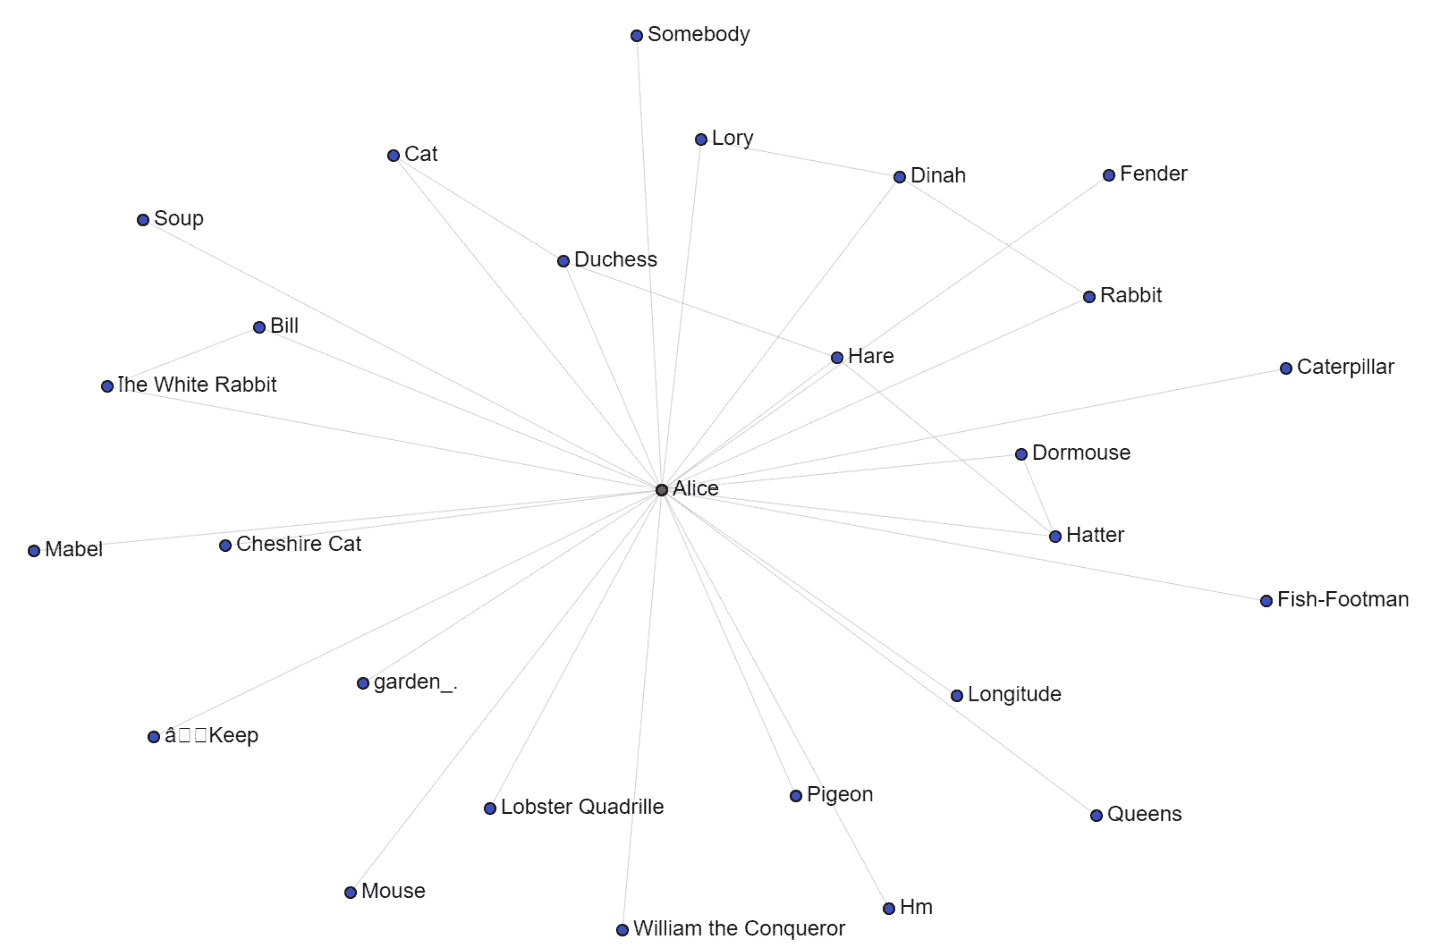 Somebody
Lory
Cat
Dinah
Fender
Soup
Duchess
Rabbit
Bill
Hare
Caterpillar
The White Rabbit
Dormouse
Alice
Hatter
Mabel
Cheshire Cat
Fish-Footman
garden_.
Longitude
â□□Keep
Pigeon
Lobster Quadrille
Queens
Mouse
Hm
William the Conqueror